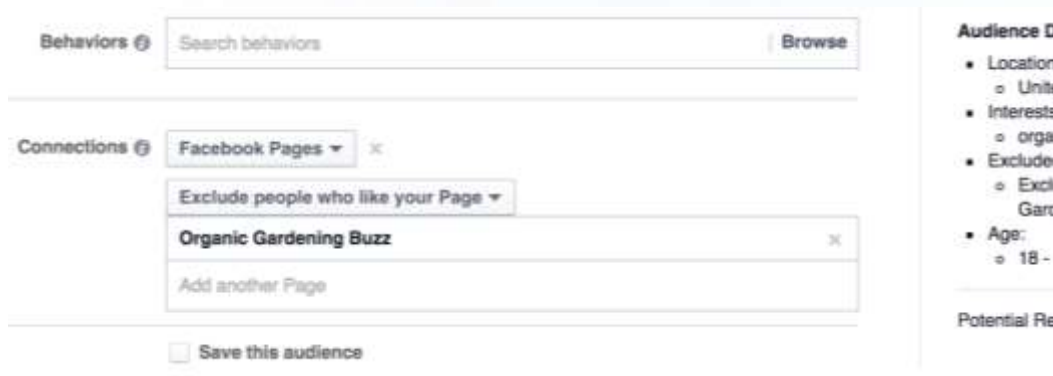 Behaviors
Search behaviors
Browse
Connections
Facebook Pages
Exclude people who like your Page
Organic Gardening Buzz
Add another Page
Save this audience
Audience D
Location
Unite
Interests
orga
Exclude
Excl
Gard
Age:
18 -
Potential Re